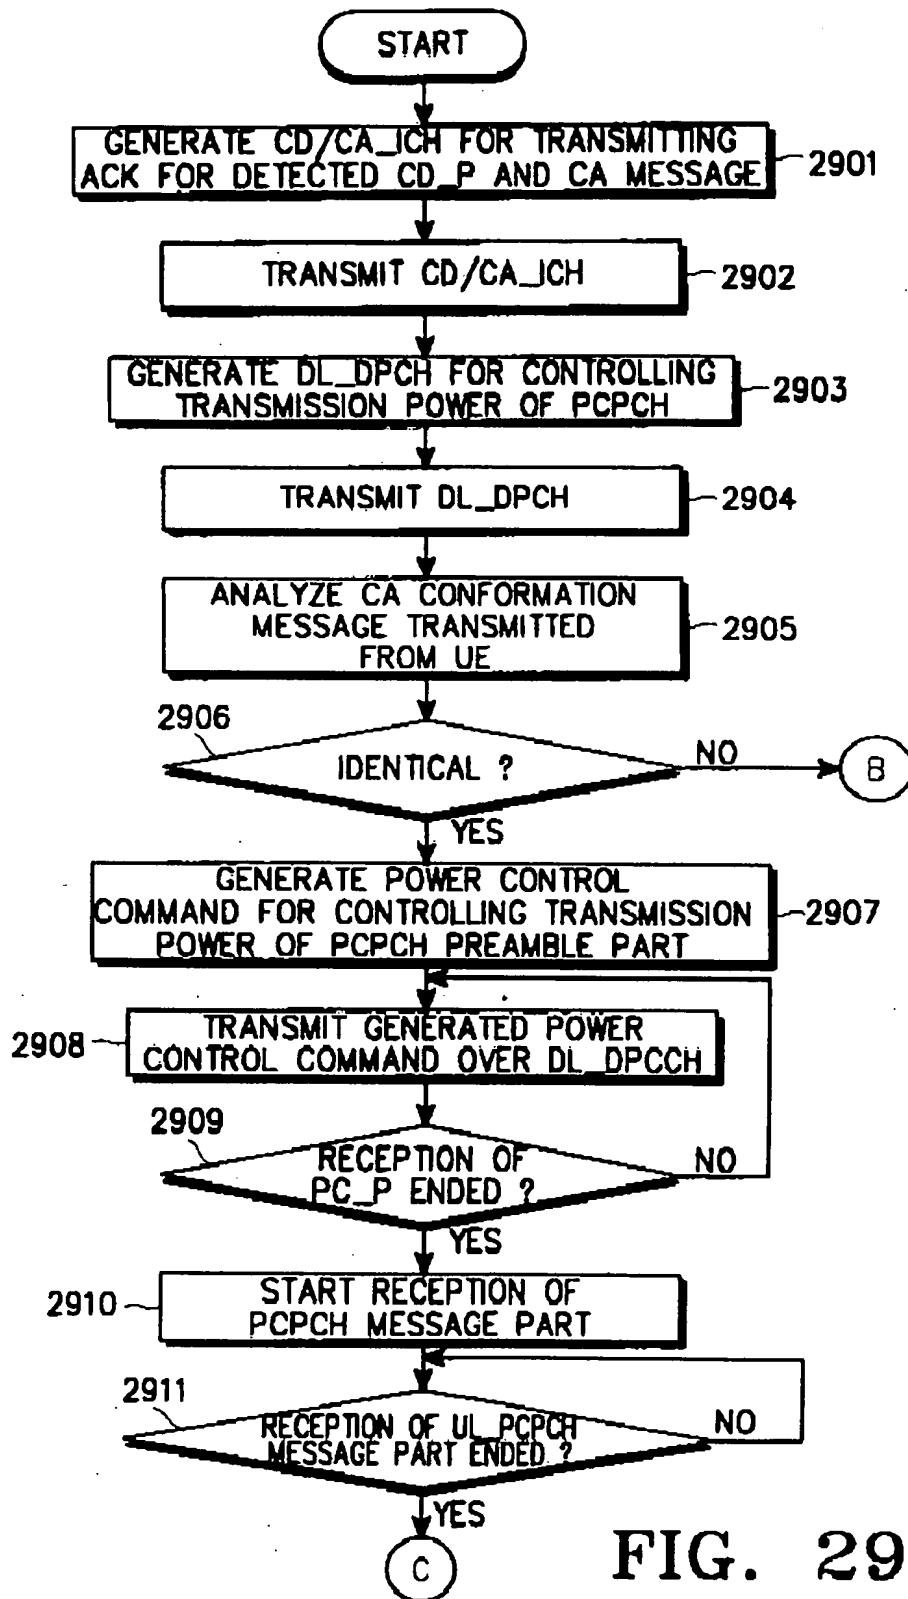 START
GENERATE CD/CA_ICH FOR TRANSMITTING
ACK FOR DETECTED CD_P AND CA MESSAGE
2901
TRANSMIT CD/CA_ICH
2902
GENERATE DL_DPCH FOR CONTROLLING
TRANSMISSION POWER OF PCPCH
2903
TRANSMIT DL_DPCH
2904
ANALYZE CA CONFORMATION
MESSAGE TRANSMITTED
FROM UE
2905
2906
IDENTICAL ?
NO
B
YES
GENERATE POWER CONTROL
COMMAND FOR CONTROLLING TRANSMISSION
POWER OF PCPCH PREAMBLE PART
2907
2908
TRANSMIT GENERATED POWER
CONTROL COMMAND OVER DL_DPCCH
2909
RECEPTION OF
PC_P ENDED ?
NO
YES
2910
START RECEPTION OF
PCPCH MESSAGE PART
2911
RECEPTION OF UL_PCPCH
MESSAGE PART ENDED ?
NO
YES
C
FIG. 29